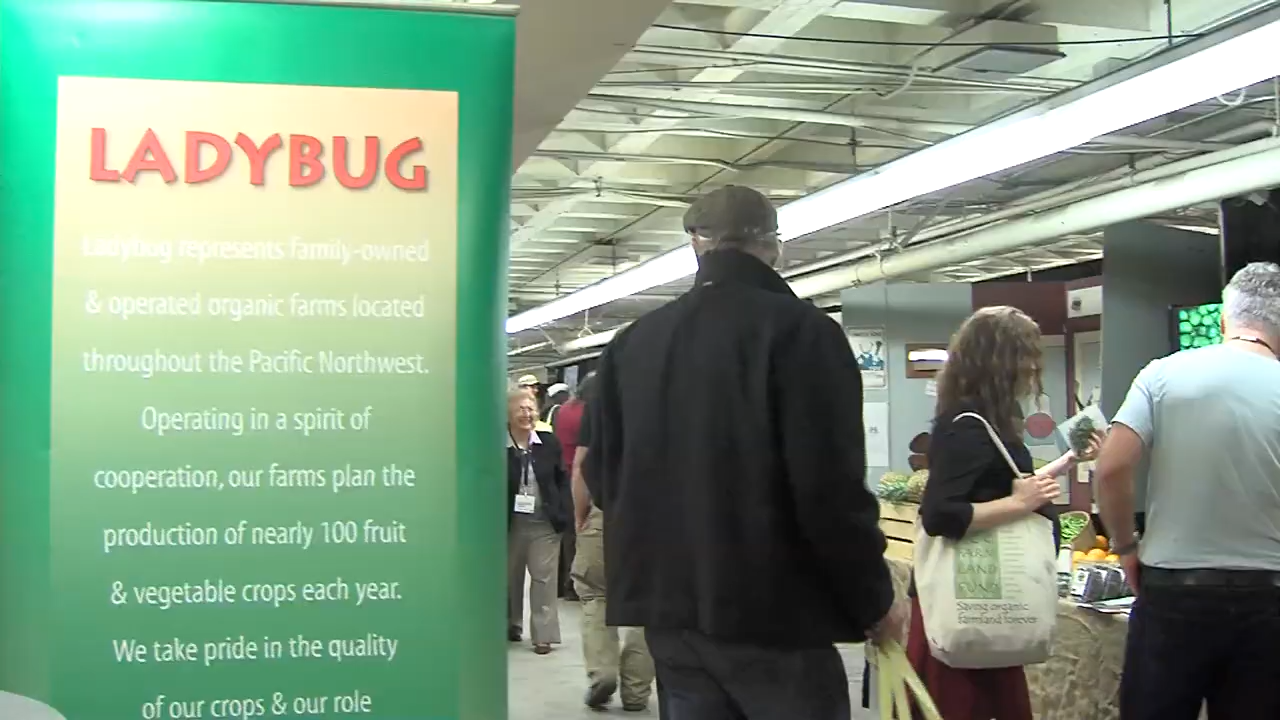 LADYBUG
Ladybug represents family-owned
& operated organic farms located
throughout the Pacific Northwest.
Operating in a spirit of
cooperation, our farms plan the
production of nearly 100 fruit
& vegetable crops each year.
We take pride in the quality
of our crops & our role
FARM
LAND
FUND
Saving organic
farmland forever